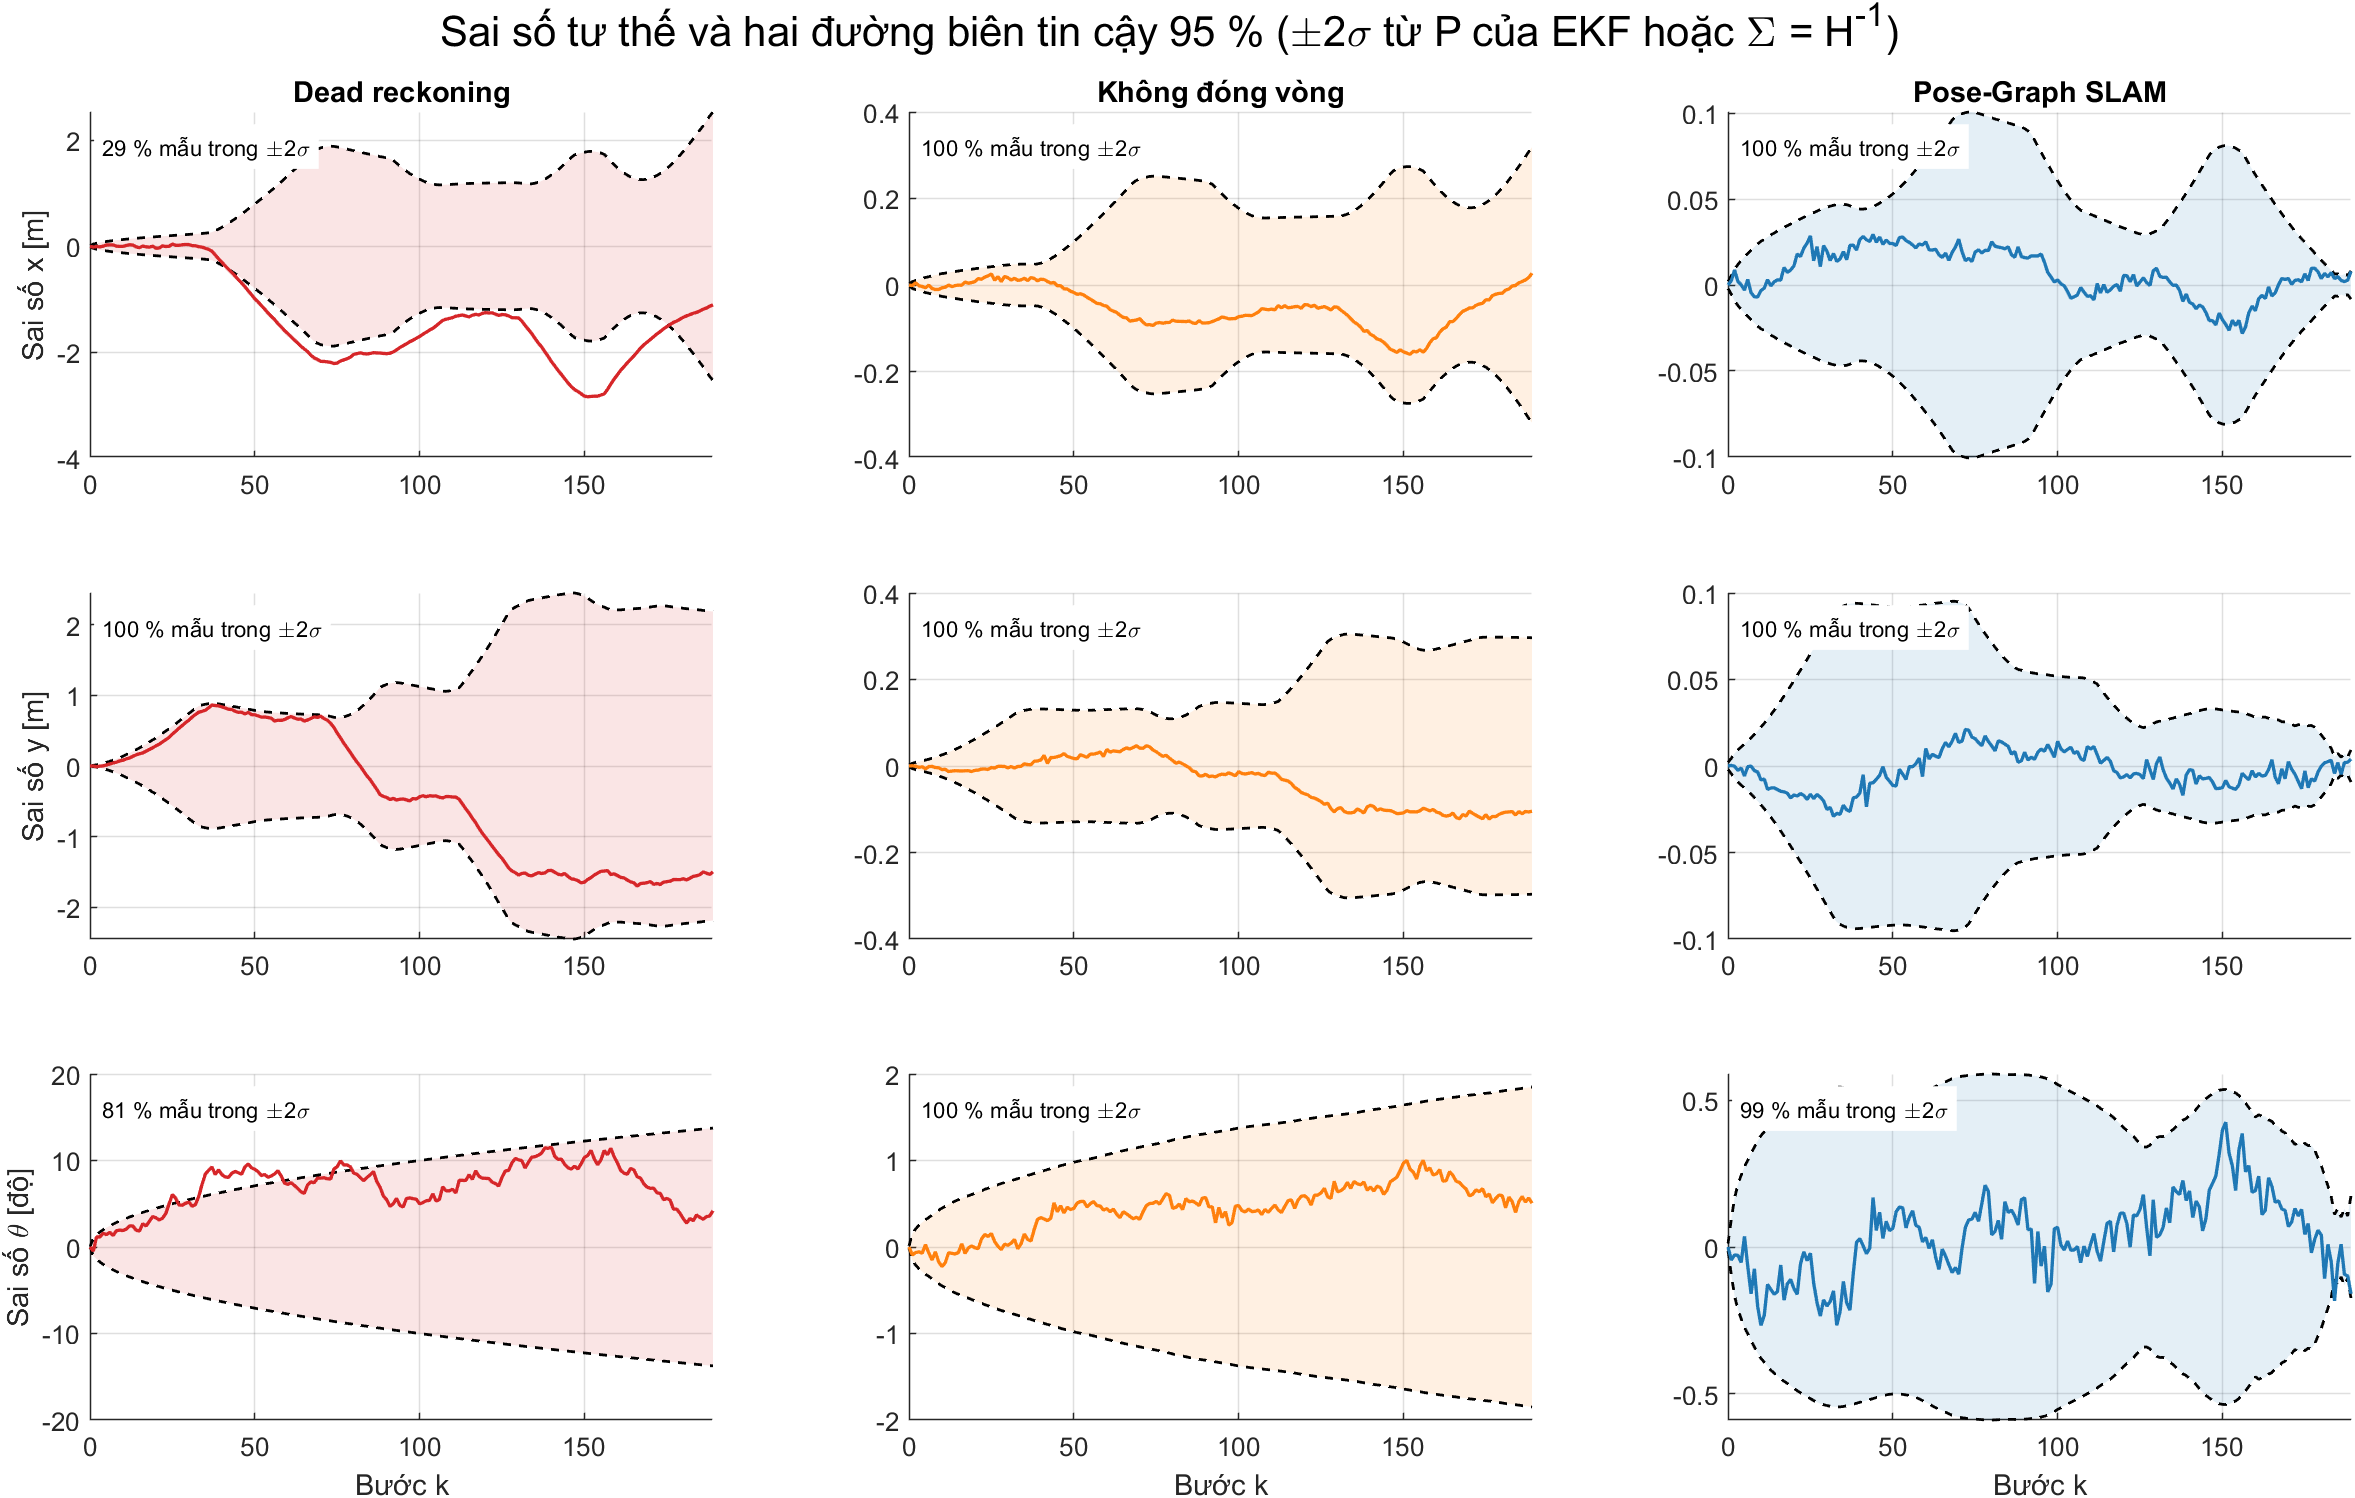 Sai số tư thế và hai đường biên tin cậy 95 % (±2σ từ P của EKF hoặc Σ = H^-1)
Dead reckoning
Không đóng vòng
Pose-Graph SLAM
Sai số x [m]
2
0
-2
-4
29 % mẫu trong ±2σ
0 50 100 150
0.4
0.2
0
-0.2
-0.4
100 % mẫu trong ±2σ
0 50 100 150
0.1
0.05
0
-0.05
-0.1
100 % mẫu trong ±2σ
0 50 100 150
Sai số y [m]
2
1
0
-1
-2
100 % mẫu trong ±2σ
0 50 100 150
0.4
0.2
0
-0.2
-0.4
100 % mẫu trong ±2σ
0 50 100 150
0.1
0.05
0
-0.05
-0.1
100 % mẫu trong ±2σ
0 50 100 150
Sai số θ [độ]
20
10
0
-10
-20
81 % mẫu trong ±2σ
0 50 100 150
Bước k
2
1
0
-1
-2
100 % mẫu trong ±2σ
0 50 100 150
Bước k
0.5
0
-0.5
99 % mẫu trong ±2σ
0 50 100 150
Bước k